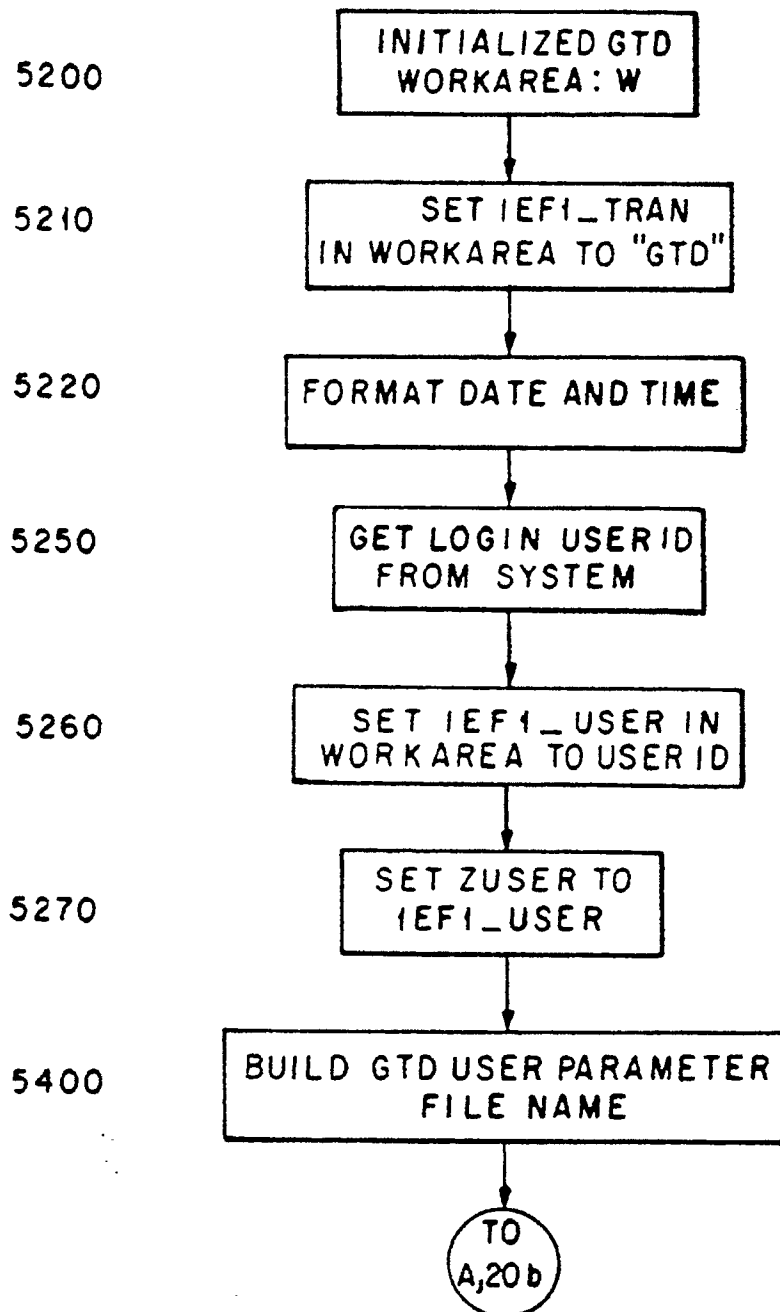 5200
INITIALIZED GTD
WORKAREA: W
5210
SET IEF1_TRAN
IN WORKAREA TO "GTD"
5220
FORMAT DATE AND TIME
5250
GET LOGIN USERID
FROM SYSTEM
5260
SET IEF1_USER IN
WORKAREA TO USERID
5270
SET ZUSER TO
IEF1_USER
5400
BUILD GTD USER PARAMETER
FILE NAME
TO
A,20b